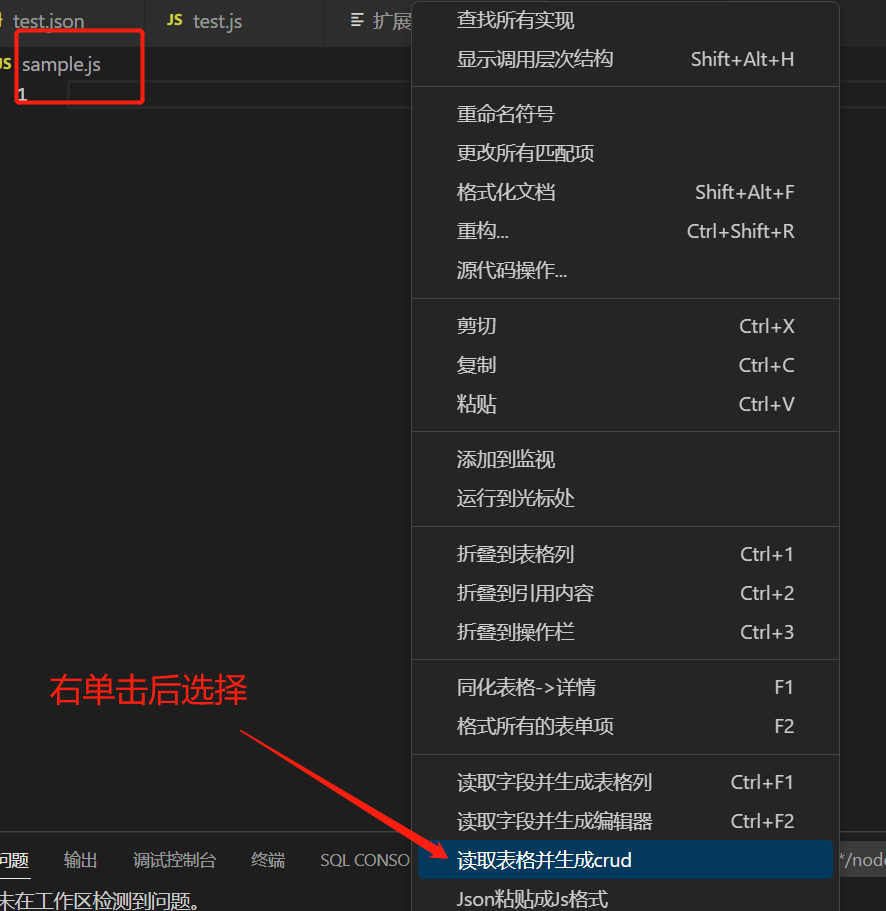 test.json
JS test.js
扩展
JS sample.js
1
查找所有实现
显示调用层次结构 Shift+Alt+H
重命名符号
更改所有匹配项
格式化文档 Shift+Alt+F
重构... Ctrl+Shift+R
源代码操作...
剪切 Ctrl+X
复制 Ctrl+C
粘贴 Ctrl+V
添加到监视
运行到光标处
折叠到表格列 Ctrl+1
折叠到引用内容 Ctrl+2
折叠到操作栏 Ctrl+3
同化表格->详情 F1
格式所有的表单项 F2
读取字段并生成表格列 Ctrl+F1
读取字段并生成编辑器 Ctrl+F2
读取表格并生成crud
Json粘贴成Js格式
右单击后选择
问题 输出 调试控制台 终端 SQL CONSO
*/node
未在工作区检测到问题。